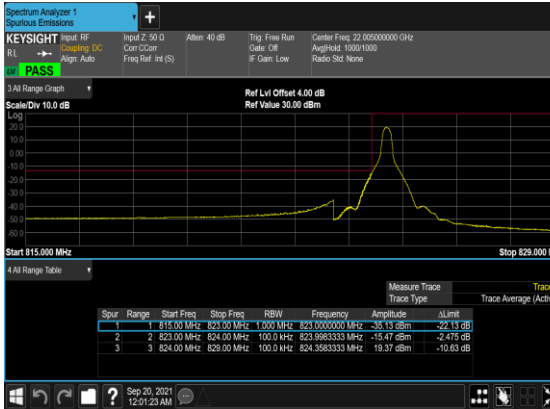 Spectrum Analyzer 1
Spurious Emissions
+
KEYSIGHT Input: RF Input Z: 50 Ω Atten: 40 dB Trig: Free Run Center Freq: 22.005000000 GHz
RL Coupling: DC Corr CCorr Gate: Off Avg|Hold: 1000/1000
Align: Auto Freq Ref: Int (S) IF Gain: Low Radio Std: None
PASS
3 All Range Graph
Ref Lvl Offset 4.00 dB
Scale/Div 10.0 dB Ref Value 30.00 dBm
Log
20.0
10.0
0.00
-10.0
-20.0
-30.0
-40.0
-50.0
-60.0
Start 815.000 MHz Stop 829.000
4 All Range Table
Measure Trace Trac
Trace Type Trace Average (Acti
Spur Range Start Freq Stop Freq RBW Frequency Amplitude ΔLimit
1 1 815.00 MHz 823.00 MHz 1.000 MHz 823.0000000 MHz -35.13 dBm -22.13 dB
2 2 823.00 MHz 824.00 MHz 100.0 kHz 823.9983333 MHz -15.47 dBm -2.475 dB
3 3 824.00 MHz 829.00 MHz 100.0 kHz 824.3583333 MHz 19.37 dBm -10.63 dB
? Sep 20, 2021
12:01:23 AM